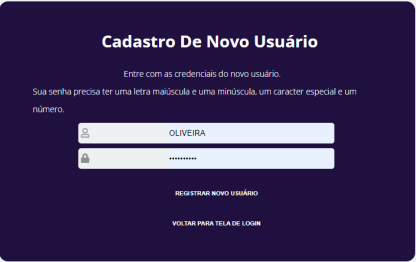 Cadastro De Novo Usuário
Entre com as credenciais do novo usuário.
Sua senha precisa ter uma letra maiúscula e uma minúscula, um caracter especial e um
número.
OLIVEIRA
••••••••••
REGISTRAR NOVO USUÁRIO
VOLTAR PARA TELA DE LOGIN